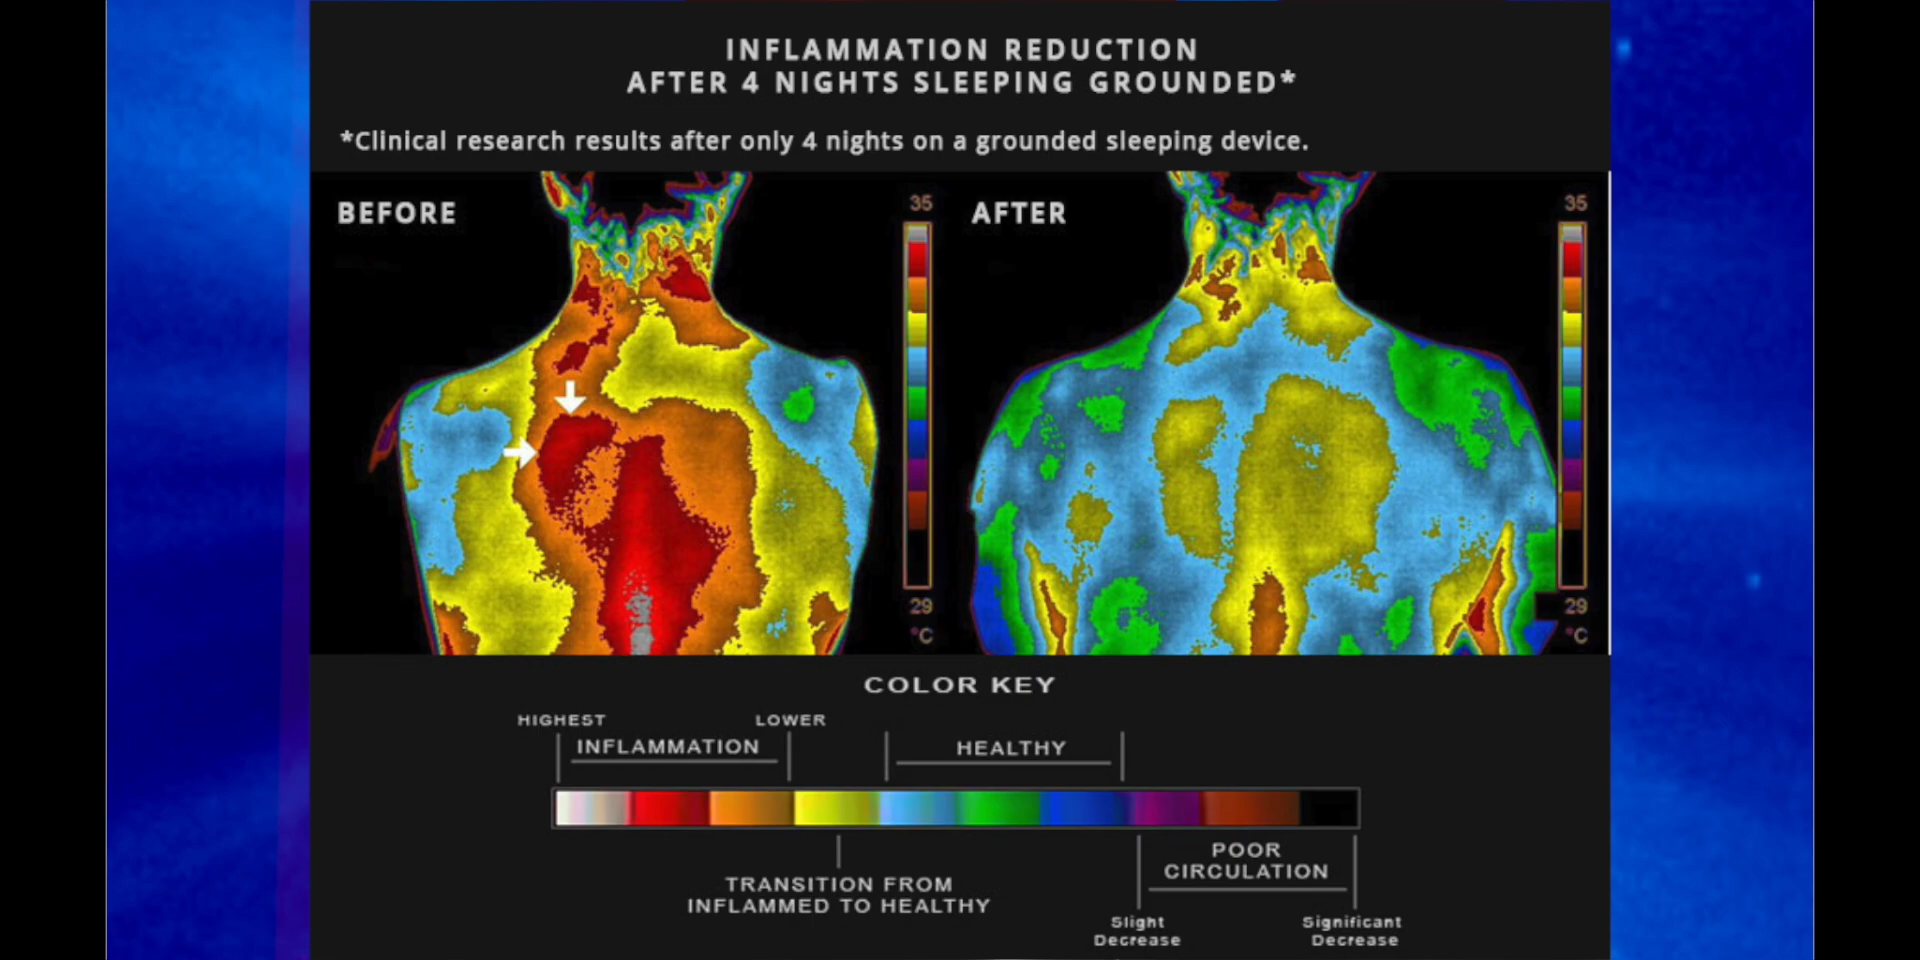 INFLAMMATION REDUCTION
AFTER 4 NIGHTS SLEEPING GROUNDED*
*Clinical research results after only 4 nights on a grounded sleeping device.
BEFORE
35
29
°C
AFTER
35
29
°C
COLOR KEY
HIGHEST
LOWER
INFLAMMATION
HEALTHY
TRANSITION FROM
INFLAMMED TO HEALTHY
POOR
CIRCULATION
Slight
Decrease
Significant
Decrease